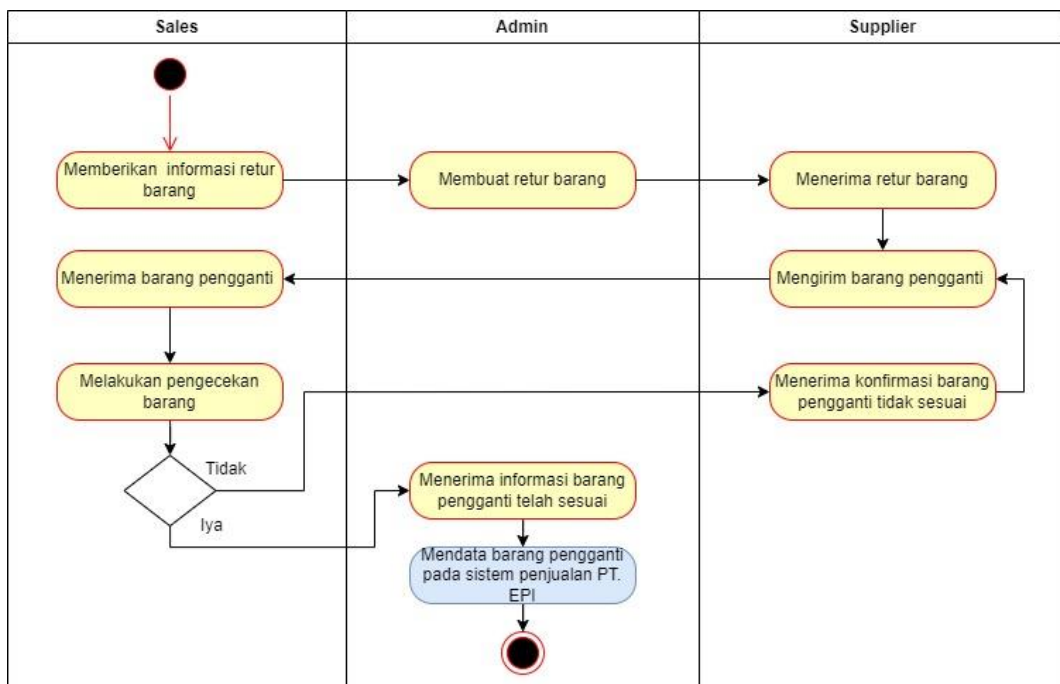 Sales
Admin
Supplier
Memberikan informasi retur
barang
Membuat retur barang
Menerima retur barang
Menerima barang pengganti
Mengirim barang pengganti
Melakukan pengecekan
barang
Menerima konfirmasi barang
pengganti tidak sesuai
Tidak
Iya
Menerima informasi barang
pengganti telah sesuai
Mendata barang pengganti
pada sistem penjualan PT.
EPI